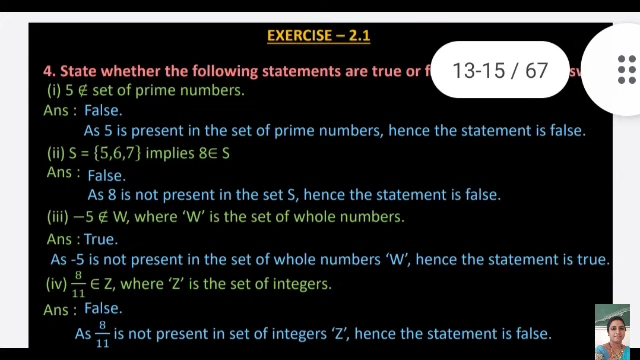 EXERCISE – 2.1
4. State whether the following statements are true or f
13-15 / 67
(i) 5 ∉ set of prime numbers.
Ans : False.
As 5 is present in the set of prime numbers, hence the statement is false.
(ii) S = {5,6,7} implies 8∈ S
Ans : False.
As 8 is not present in the set S, hence the statement is false.
(iii) −5 ∉ W, where ‘W’ is the set of whole numbers.
Ans : True.
As -5 is not present in the set of whole numbers ‘W’, hence the statement is true.
(iv) 8/11 ∈ Z, where ‘Z’ is the set of integers.
Ans : False.
As 8/11 is not present in set of integers ‘Z’, hence the statement is false.